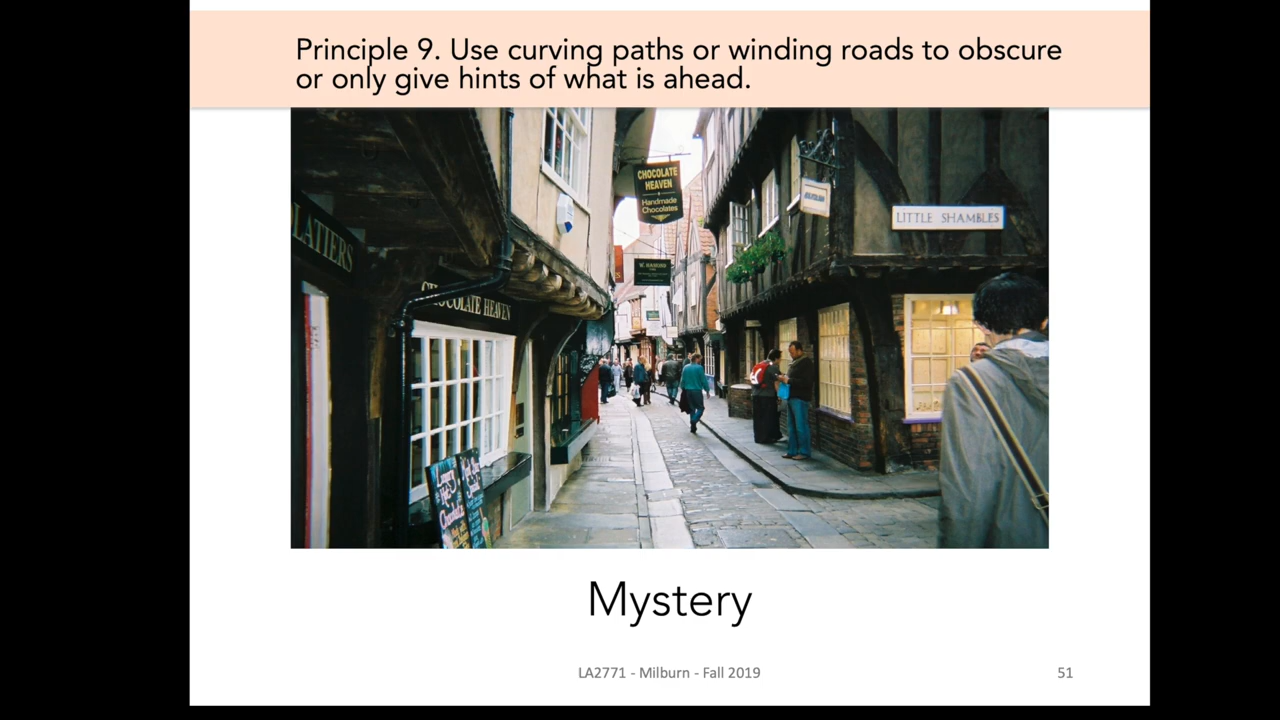 Principle 9. Use curving paths or winding roads to obscure
or only give hints of what is ahead.
CHOCOLATE
HEAVEN
Handmade
Chocolates
LITTLE SHAMBLES
LATIERS
CHOCOLATE HEAVEN
Mystery
LA2771 - Milburn - Fall 2019
51